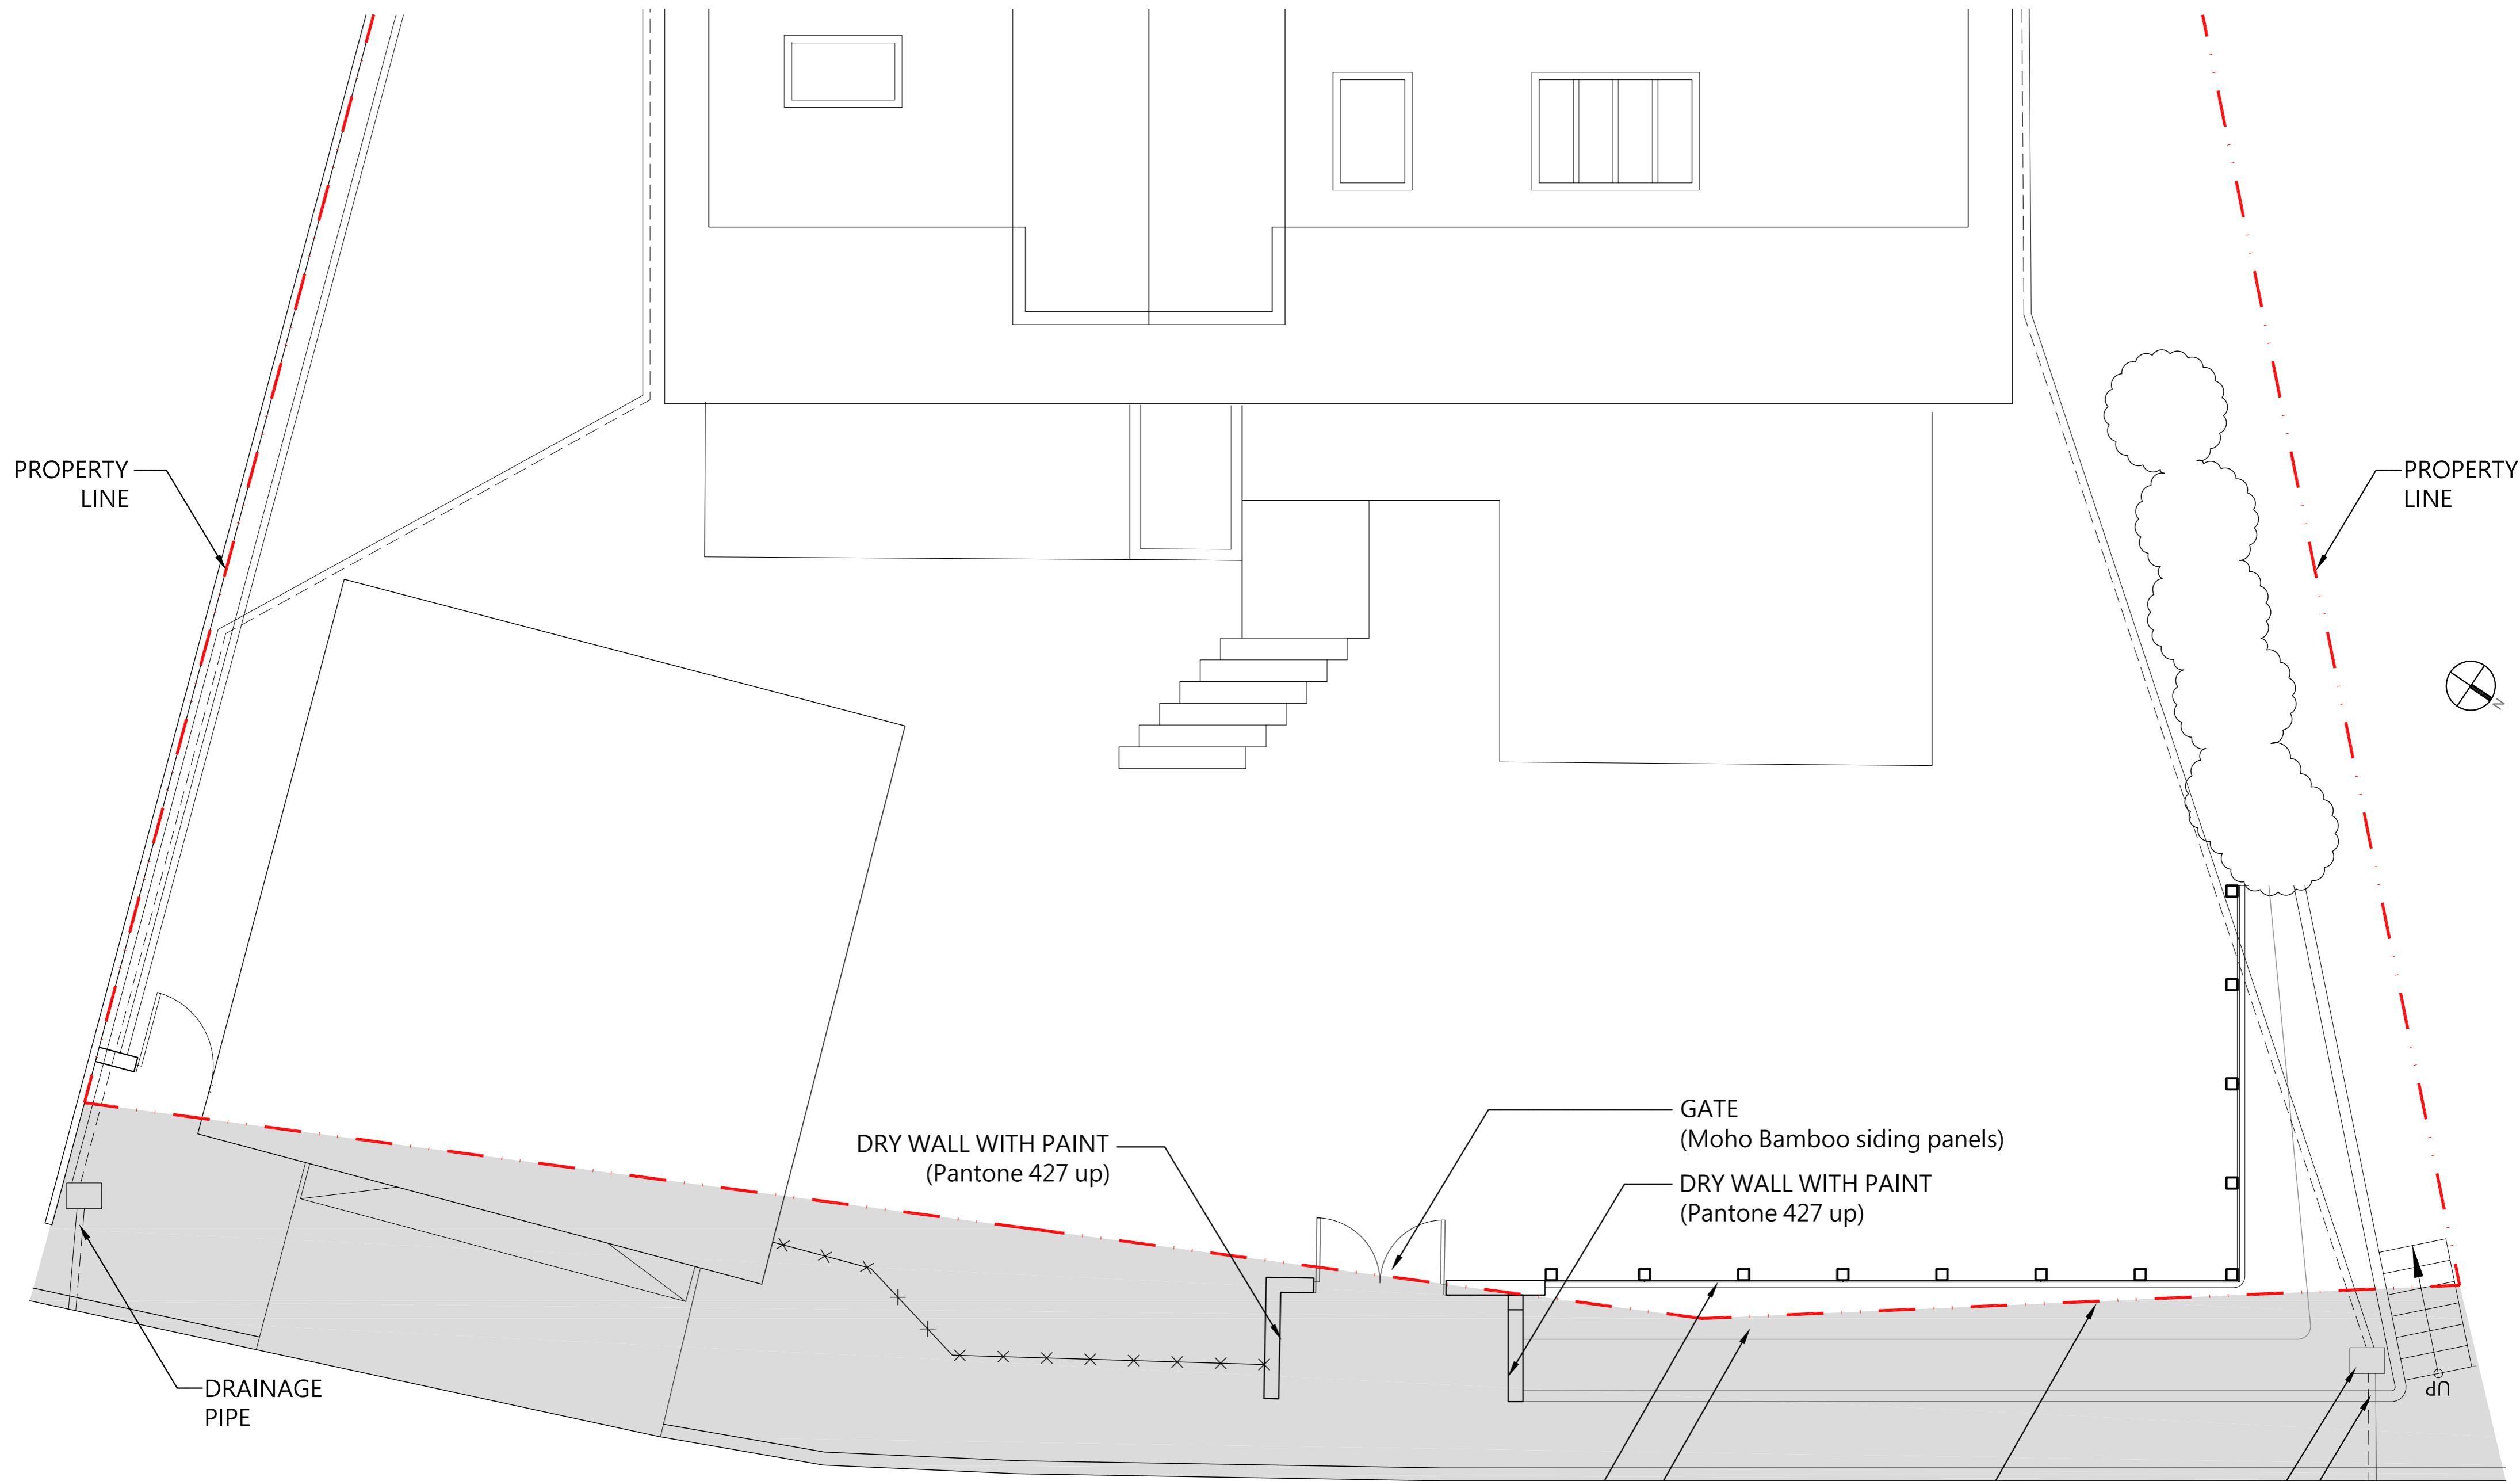 PROPERTY
LINE
PROPERTY
LINE
N
GATE
(Moho Bamboo siding panels)
DRY WALL WITH PAINT
(Pantone 427 up)
DRY WALL WITH PAINT
(Pantone 427 up)
DRAINAGE
PIPE
UP